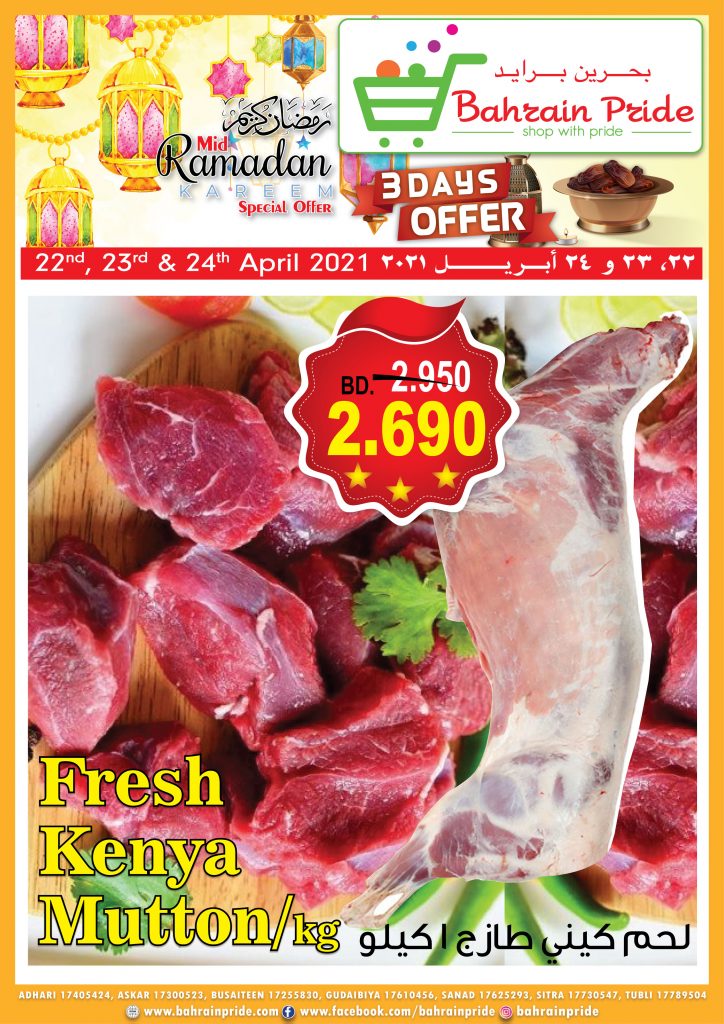 بحرين برايد
Bahrain Pride
shop with pride
رمضان كريم
Mid
Ramadan
KAREEM
Special Offer
3 DAYS
OFFER
22nd, 23rd & 24th April 2021 ٢٢، ٢٣ و ٢٤ أبريل ٢٠٢١
BD. 2.950
2.690
Fresh
Kenya
Mutton/kg
لحم كيني طازج ا كيلو
ADHARI 17405424, ASKAR 17300523, BUSAITEEN 17255830, GUDAIBIYA 17610456, SANAD 17625293, SITRA 17730547, TUBLI 17789504
www.bahrainpride.com www.facebook.com/bahrainpride bahrainpride